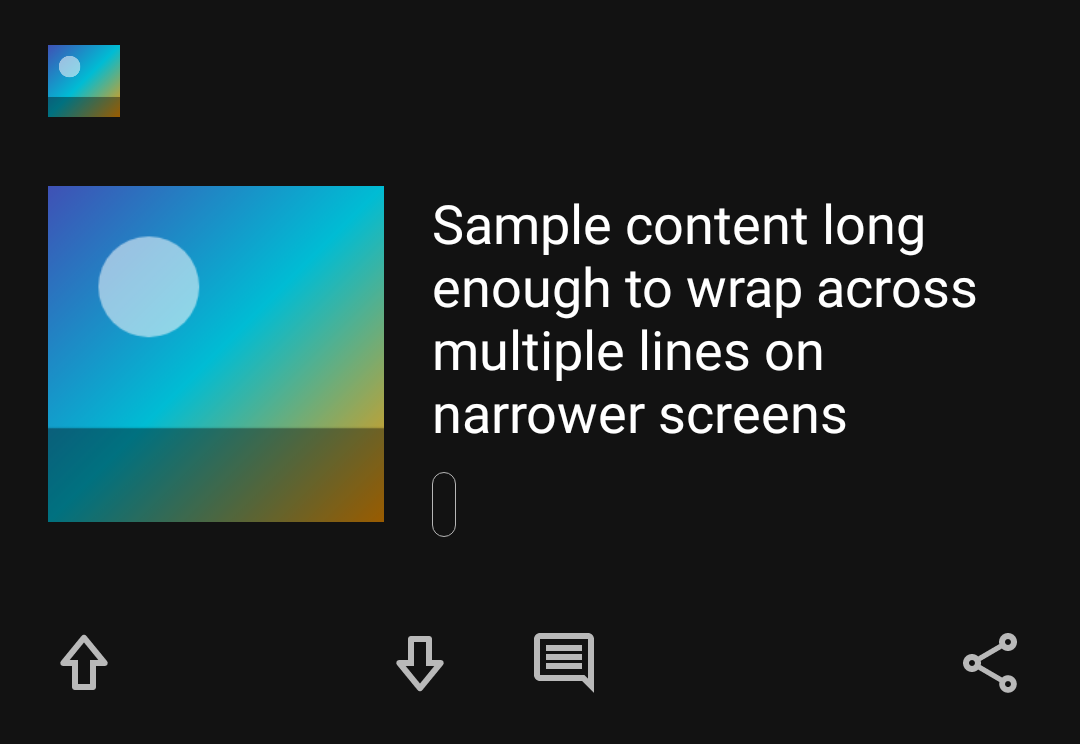 Sample content long
enough to wrap across
multiple lines on
narrower screens